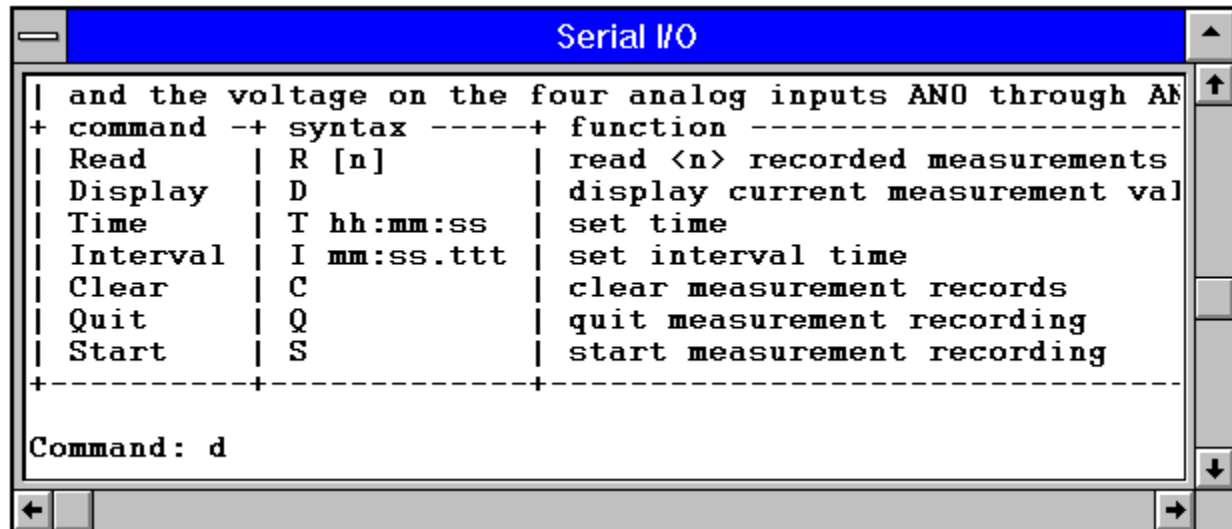 Serial I/O
| and the voltage on the four analog inputs AN0 through AN
+ command -+ syntax -----+ function -----------------------
| Read     | R [n]       | read <n> recorded measurements
| Display  | D           | display current measurement val
| Time     | T hh:mm:ss  | set time
| Interval | I mm:ss.ttt | set interval time
| Clear    | C           | clear measurement records
| Quit     | Q           | quit measurement recording
| Start    | S           | start measurement recording
+----------+-------------+---------------------------------
Command: d